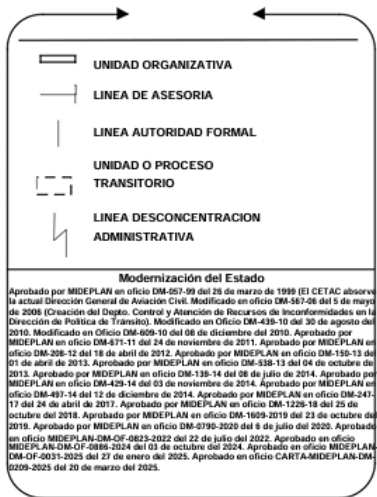 UNIDAD ORGANIZATIVA
LINEA DE ASESORIA
LINEA AUTORIDAD FORMAL
UNIDAD O PROCESO
TRANSITORIO
LINEA DESCONCENTRACION
ADMINISTRATIVA
Modernización del Estado
Aprobado por MIDEPLAN en oficio DM-057-99 del 26 de marzo de 1999 (El CETAC absorve
la actual Dirección General de Aviación Civil. Modificado en oficio DM-567-06 del 5 de mayo
de 2006 (Creación del Depto. Control y Atención de Recursos de Inconformidades en la
Dirección de Política de Tránsito). Modificado en Oficio DM-439-10 del 30 de agosto del
2010. Modificado en Oficio DM-609-10 del 08 de diciembre del 2010. Aprobado por
MIDEPLAN en oficio DM-671-11 del 24 de noviembre de 2011. Aprobado por MIDEPLAN en
oficio DM-208-12 del 18 de abril de 2012. Aprobado por MIDEPLAN en oficio DM-150-13 de
01 de abril de 2013. Aprobado por MIDEPLAN en oficio DM-538-13 del 04 de octubre de
2013. Aprobado por MIDEPLAN en oficio DM-139-14 del 08 de julio de 2014. Aprobado por
MIDEPLAN en oficio DM-429-14 del 03 de noviembre de 2014. Aprobado por MIDEPLAN en
oficio DM-497-14 del 12 de diciembre de 2014. Aprobado por MIDEPLAN en oficio DM-247-
17 del 24 de abril de 2017. Aprobado por MIDEPLAN en oficio DM-1226-18 del 25 de
octubre del 2018. Aprobado por MIDEPLAN en oficio DM-1609-2019 del 23 de octubre de
2019. Aprobado por MIDEPLAN en oficio DM-0790-2020 del 6 de julio del 2020. Aprobado
en oficio MIDEPLAN-DM-OF-0823-2022 del 22 de julio del 2022. Aprobado en oficio
MIDEPLAN-DM-OF-0886-2024 del 03 de octubre del 2024. Aprobado en oficio MIDEPLAN-
DM-OF-0031-2025 del 27 de enero del 2025. Aprobado en oficio CARTA-MIDEPLAN-DM-
0209-2025 del 20 de marzo del 2025.